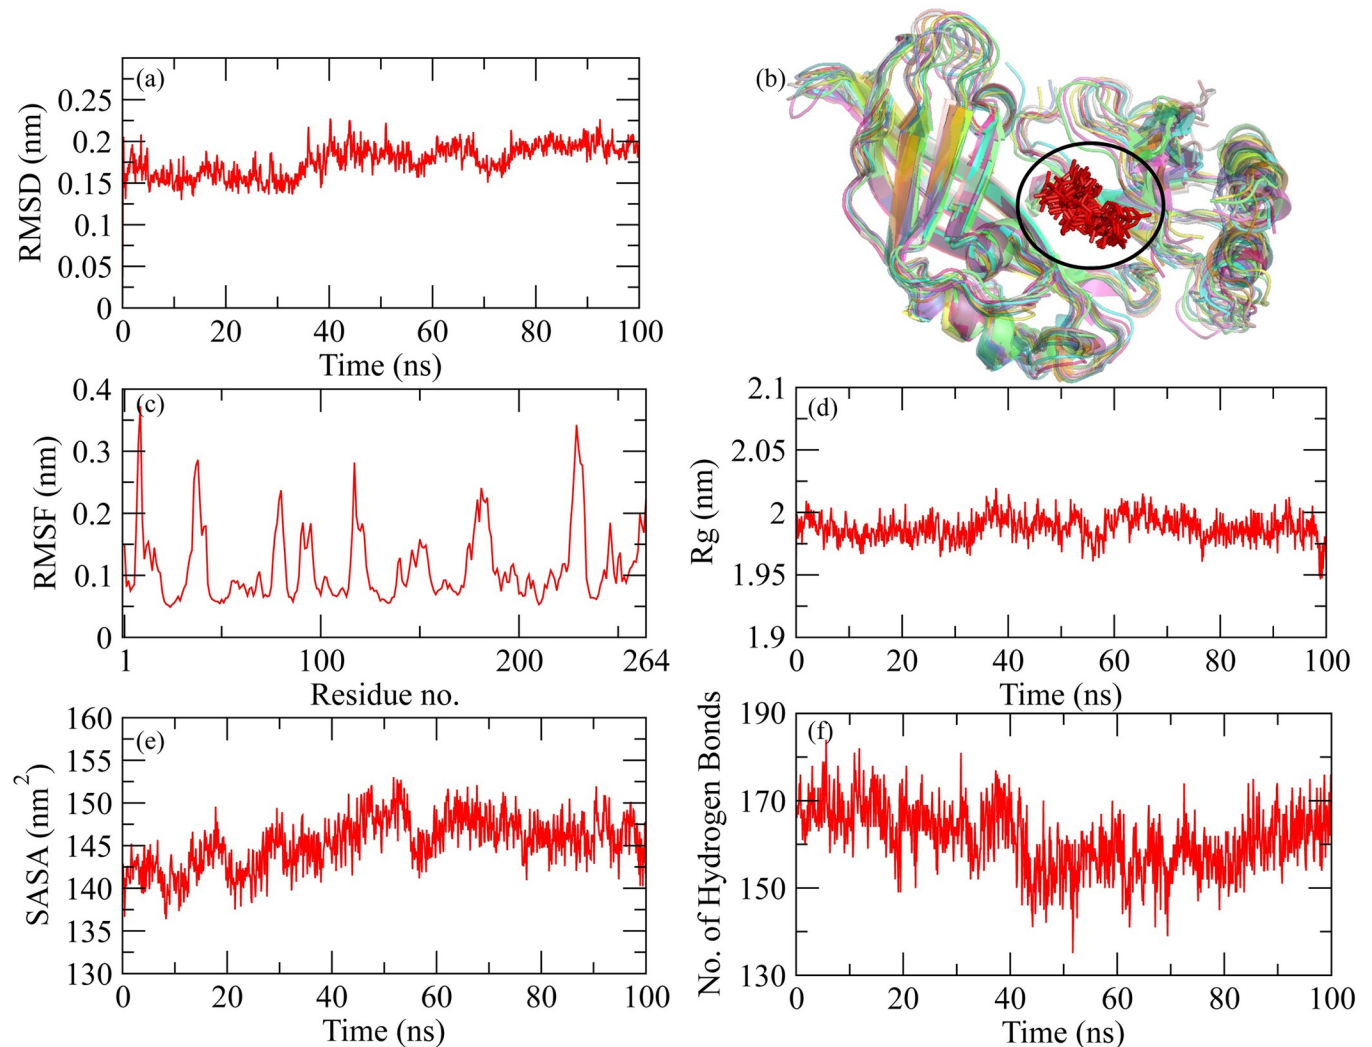 (a)
RMSD (nm)
0.25
0.2
0.15
0.1
0.05
0
0 20 40 60 80 100
Time (ns)
(b)
(c)
RMSF (nm)
0.4
0.3
0.2
0.1
0
1 100 200 264
Residue no.
(d)
Rg (nm)
2.1
2.05
2
1.95
1.9
0 20 40 60 80 100
Time (ns)
(e)
SASA (nm²)
160
155
150
145
140
135
130
0 20 40 60 80 100
Time (ns)
(f)
No. of Hydrogen Bonds
190
170
150
130
0 20 40 60 80 100
Time (ns)